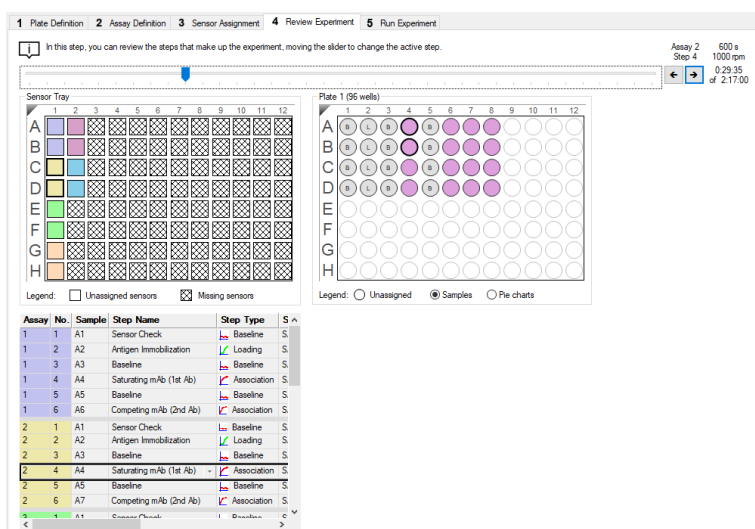 1 Plate Definition 2 Assay Definition 3 Sensor Assignment 4 Review Experiment 5 Run Experiment
In this step, you can review the steps that make up the experiment, moving the slider to change the active step.
Assay 2 600 s
Step 4 1000 rpm
0:29:35
of 2:17:00
Sensor Tray
1 2 3 4 5 6 7 8 9 10 11 12
A
B
C
D
E
F
G
H
Legend: Unassigned sensors Missing sensors
Plate 1 (96 wells)
1 2 3 4 5 6 7 8 9 10 11 12
A B L B B
B B L B B
C B L B B
D B L B B
E
F
G
H
Legend: Unassigned Samples Pie charts
Assay No. Sample Step Name Step Type S
1 1 A1 Sensor Check Baseline S.
1 2 A2 Antigen Immobilization Loading S.
1 3 A3 Baseline Baseline S.
1 4 A4 Saturating mAb (1st Ab) Association S.
1 5 A5 Baseline Baseline S.
1 6 A6 Competing mAb (2nd Ab) Association S.
2 1 A1 Sensor Check Baseline S.
2 2 A2 Antigen Immobilization Loading S.
2 3 A3 Baseline Baseline S.
2 4 A4 Saturating mAb (1st Ab) Association S.
2 5 A5 Baseline Baseline S.
2 6 A7 Competing mAb (2nd Ab) Association S.
3 1 A1 Sensor Check Baseline S.